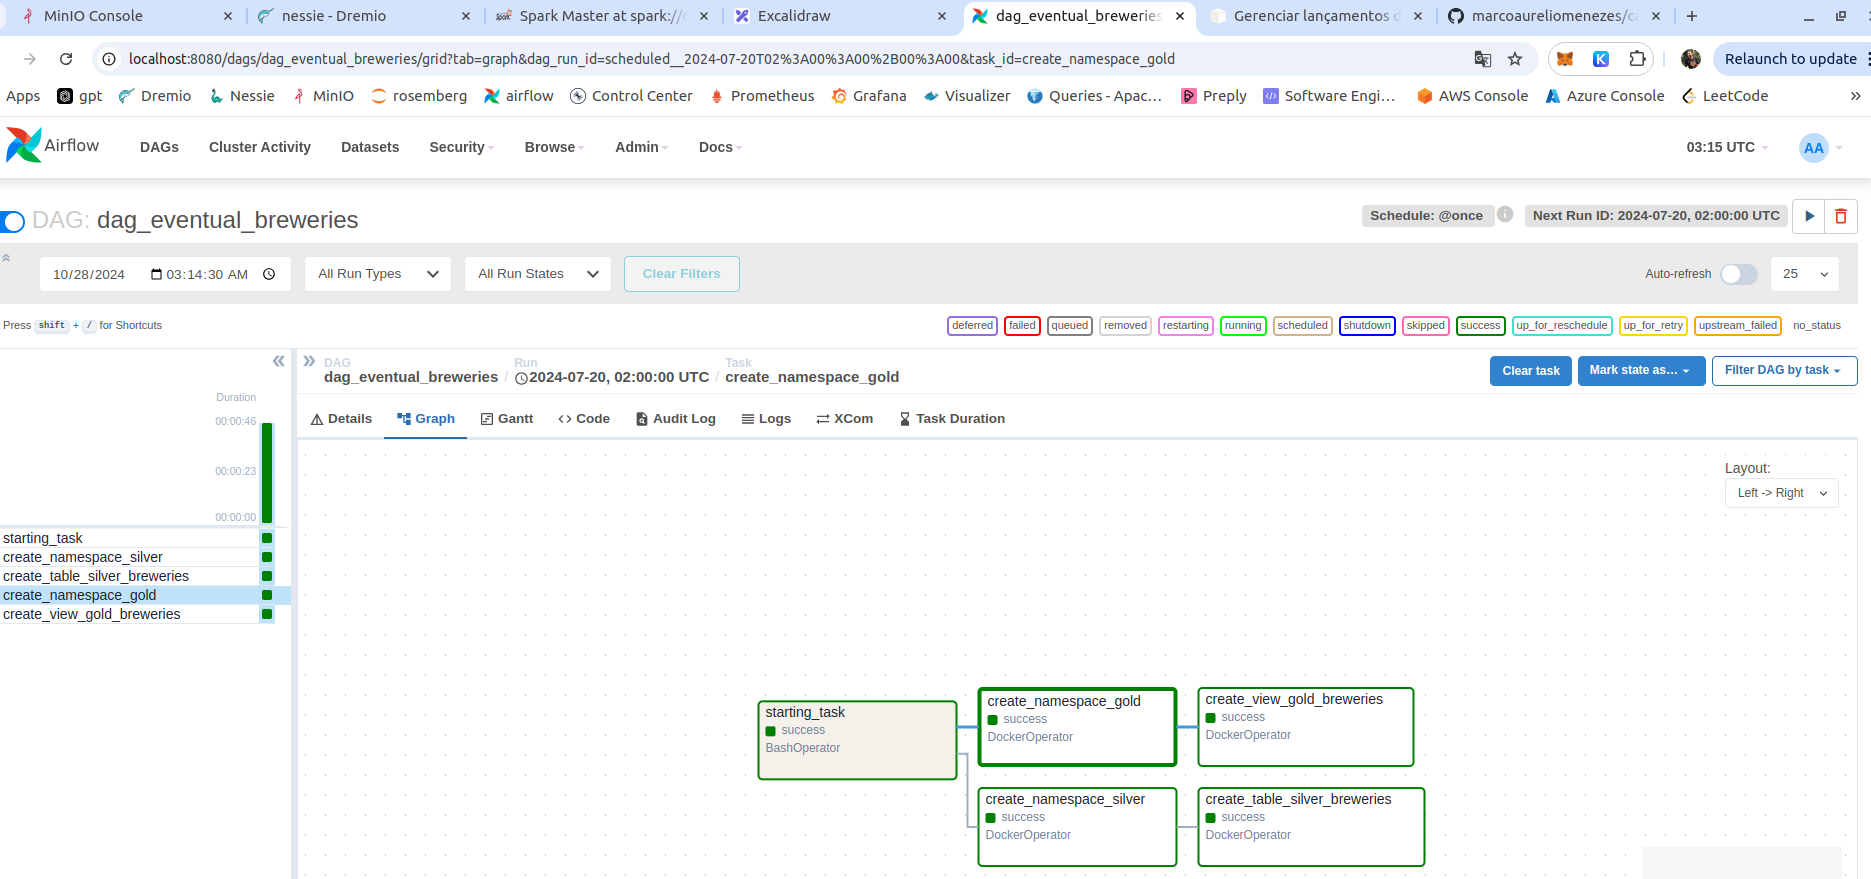 MinIO Console
nessie - Dremio
Spark Master at spark://
Excalidraw
dag_eventual_breweries
Gerenciar lançamentos d
marcoaureliomenezes/ca
localhost:8080/dags/dag_eventual_breweries/grid?tab=graph&dag_run_id=scheduled__2024-07-20T02%3A00%3A00%2B00%3A00&task_id=create_namespace_gold
Relaunch to update
Apps gpt Dremio Nessie MinIO rosemberg airflow Control Center Prometheus Grafana Visualizer Queries - Apac... Preply Software Engi... AWS Console Azure Console LeetCode »
Airflow
DAGs Cluster Activity Datasets Security Browse Admin Docs
03:15 UTC
AA
DAG: dag_eventual_breweries
Schedule: @once
Next Run ID: 2024-07-20, 02:00:00 UTC
10/28/2024 03:14:30 AM
All Run Types
All Run States
Clear Filters
Auto-refresh
25
Press shift + / for Shortcuts
deferred failed queued removed restarting running scheduled shutdown skipped success up_for_reschedule up_for_retry upstream_failed no_status
DAG
dag_eventual_breweries
/
Run
2024-07-20, 02:00:00 UTC
/
Task
create_namespace_gold
Clear task
Mark state as...
Filter DAG by task
Duration
00:00:46
00:00:23
00:00:00
starting_task
create_namespace_silver
create_table_silver_breweries
create_namespace_gold
create_view_gold_breweries
Details Graph Gantt Code Audit Log Logs XCom Task Duration
Layout:
Left -> Right
starting_task
success
BashOperator
create_namespace_gold
success
DockerOperator
create_view_gold_breweries
success
DockerOperator
create_namespace_silver
success
DockerOperator
create_table_silver_breweries
success
DockerOperator